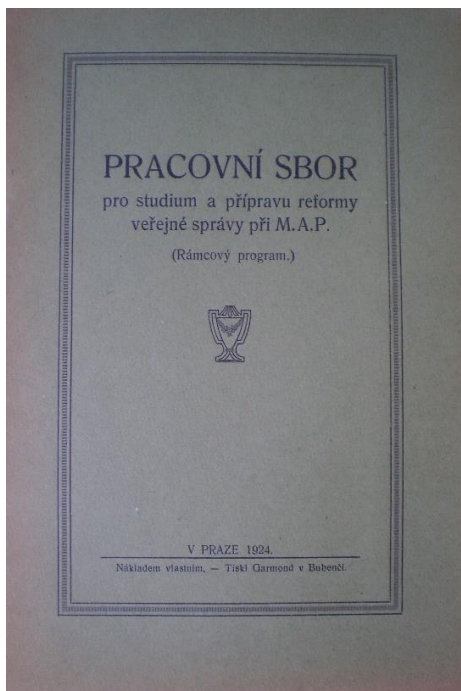 PRACOVNÍ SBOR
pro studium a přípravu reformy
veřejné správy při M.A.P.
(Rámcový program.)
V PRAZE 1924.
Nákladem vlastním, — Tiskl Garmond v Bubenči.